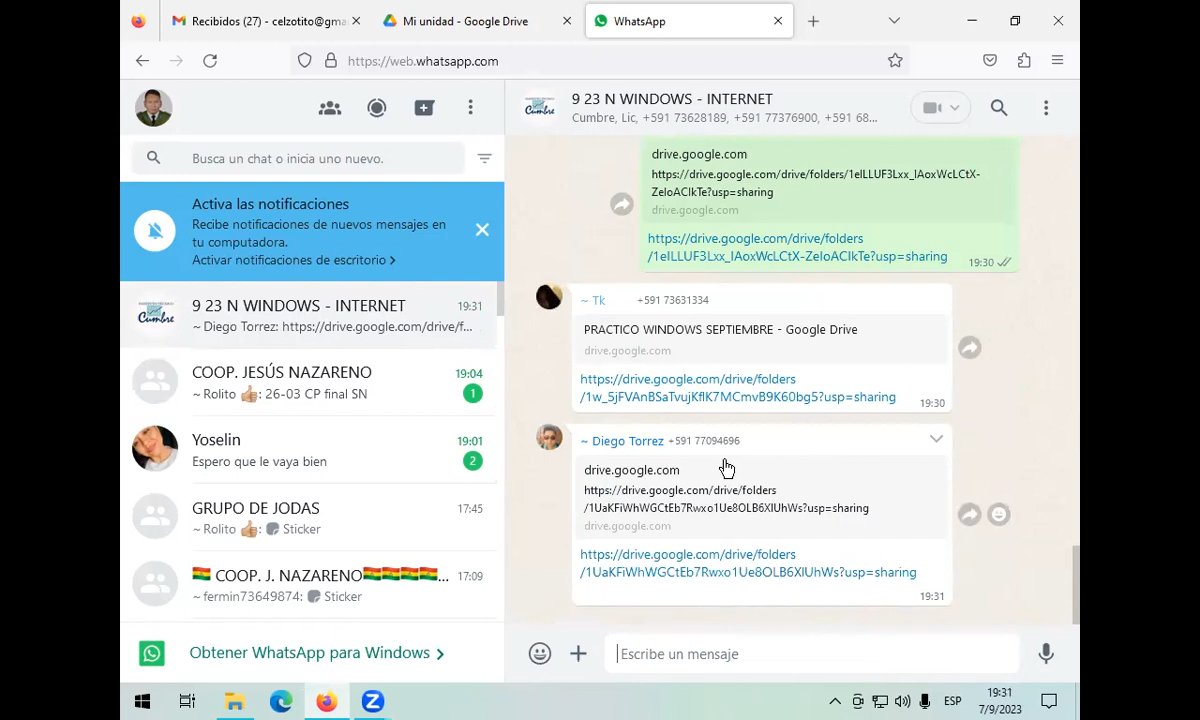 Recibidos (27) - celzotito@gma
Mi unidad - Google Drive
WhatsApp
https://web.whatsapp.com
9 23 N WINDOWS - INTERNET
Cumbre, Lic, +591 73628189, +591 77376900, +591 68...
Busca un chat o inicia uno nuevo.
Activa las notificaciones
Recibe notificaciones de nuevos mensajes en
tu computadora.
Activar notificaciones de escritorio >
9 23 N WINDOWS - INTERNET
19:31
~ Diego Torrez: https://drive.google.com/drive/f...
COOP. JESÚS NAZARENO
19:04
~ Rolito 👍: 26-03 CP final SN
1
Yoselin
19:01
Espero que le vaya bien
2
GRUPO DE JODAS
17:45
~ Rolito 👍: Sticker
🇧🇴 COOP. J. NAZARENO🇧🇴🇧🇴🇧🇴🇧🇴...
17:09
~ fermin73649874: Sticker
Obtener WhatsApp para Windows >
drive.google.com
https://drive.google.com/drive/folders/1eILLUF3Lxx_IAoxWcLCtX-
ZeIoACIkTe?usp=sharing
drive.google.com
https://drive.google.com/drive/folders
/1eILLUF3Lxx_IAoxWcLCtX-ZeIoACIkTe?usp=sharing
19:30
~ Tk +591 73631334
PRACTICO WINDOWS SEPTIEMBRE - Google Drive
drive.google.com
https://drive.google.com/drive/folders
/1w_5jFVAnBSaTvujKflK7MCmvB9K60bg5?usp=sharing
19:30
~ Diego Torrez +591 77094696
drive.google.com
https://drive.google.com/drive/folders
/1UaKFiWhWGCtEb7Rwxo1Ue8OLB6XlUhWs?usp=sharing
drive.google.com
https://drive.google.com/drive/folders
/1UaKFiWhWGCtEb7Rwxo1Ue8OLB6XlUhWs?usp=sharing
19:31
Escribe un mensaje
ESP
19:31
7/9/2023